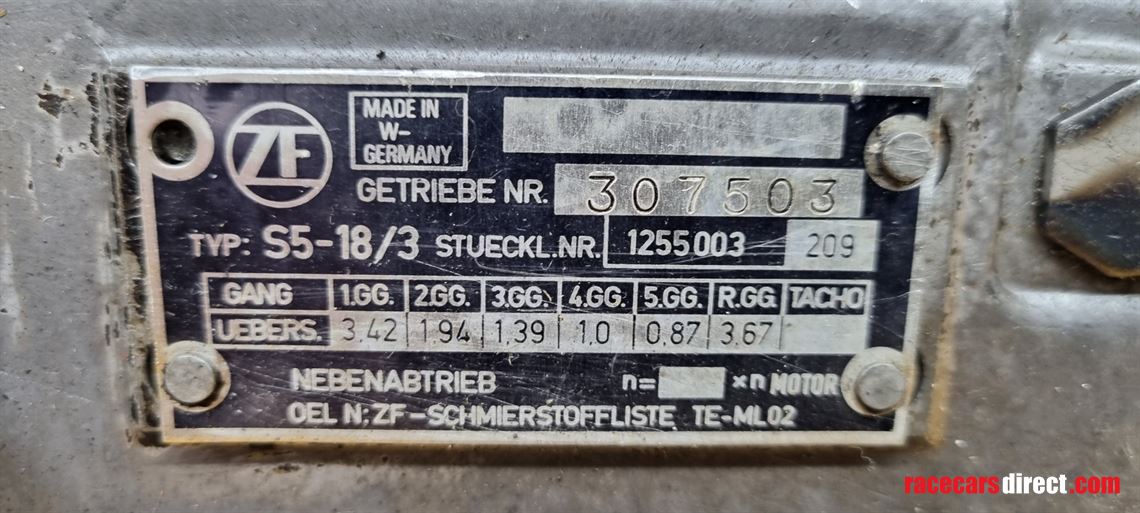 ZF
MADE IN
W-
GERMANY
GETRIEBE NR. 307503
TYP: S5-18/3 STUECKL.NR. 1255003 209
GANG 1.GG. 2.GG. 3.GG. 4.GG. 5.GG. R.GG. TACHO
UEBERS. 3,42 1,94 1,39 1,0 0,87 3,67
NEBENABTRIEB n= ×n MOTOR
OEL N; ZF-SCHMIERSTOFFLISTE TE-ML02
racecarsdirect.com